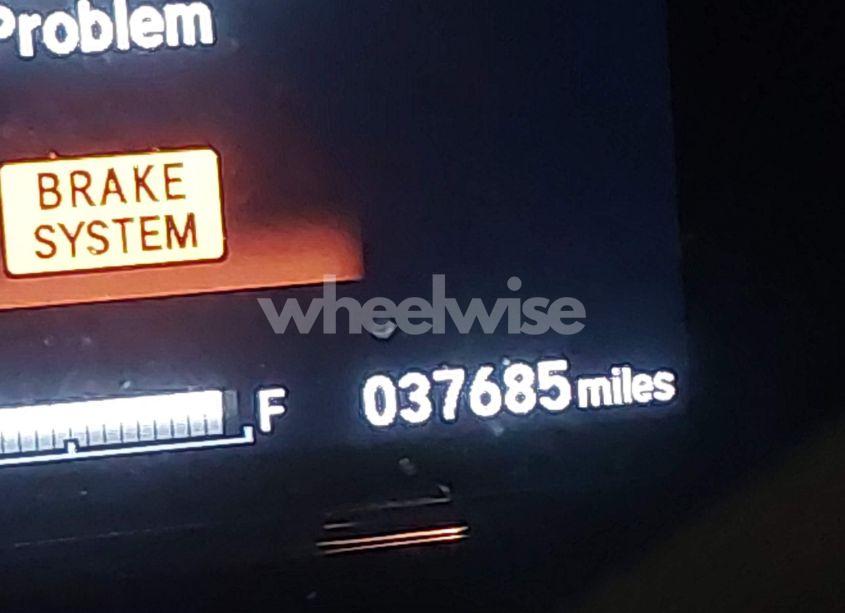 Problem
BRAKE
SYSTEM
wheelwise
F
037685 miles